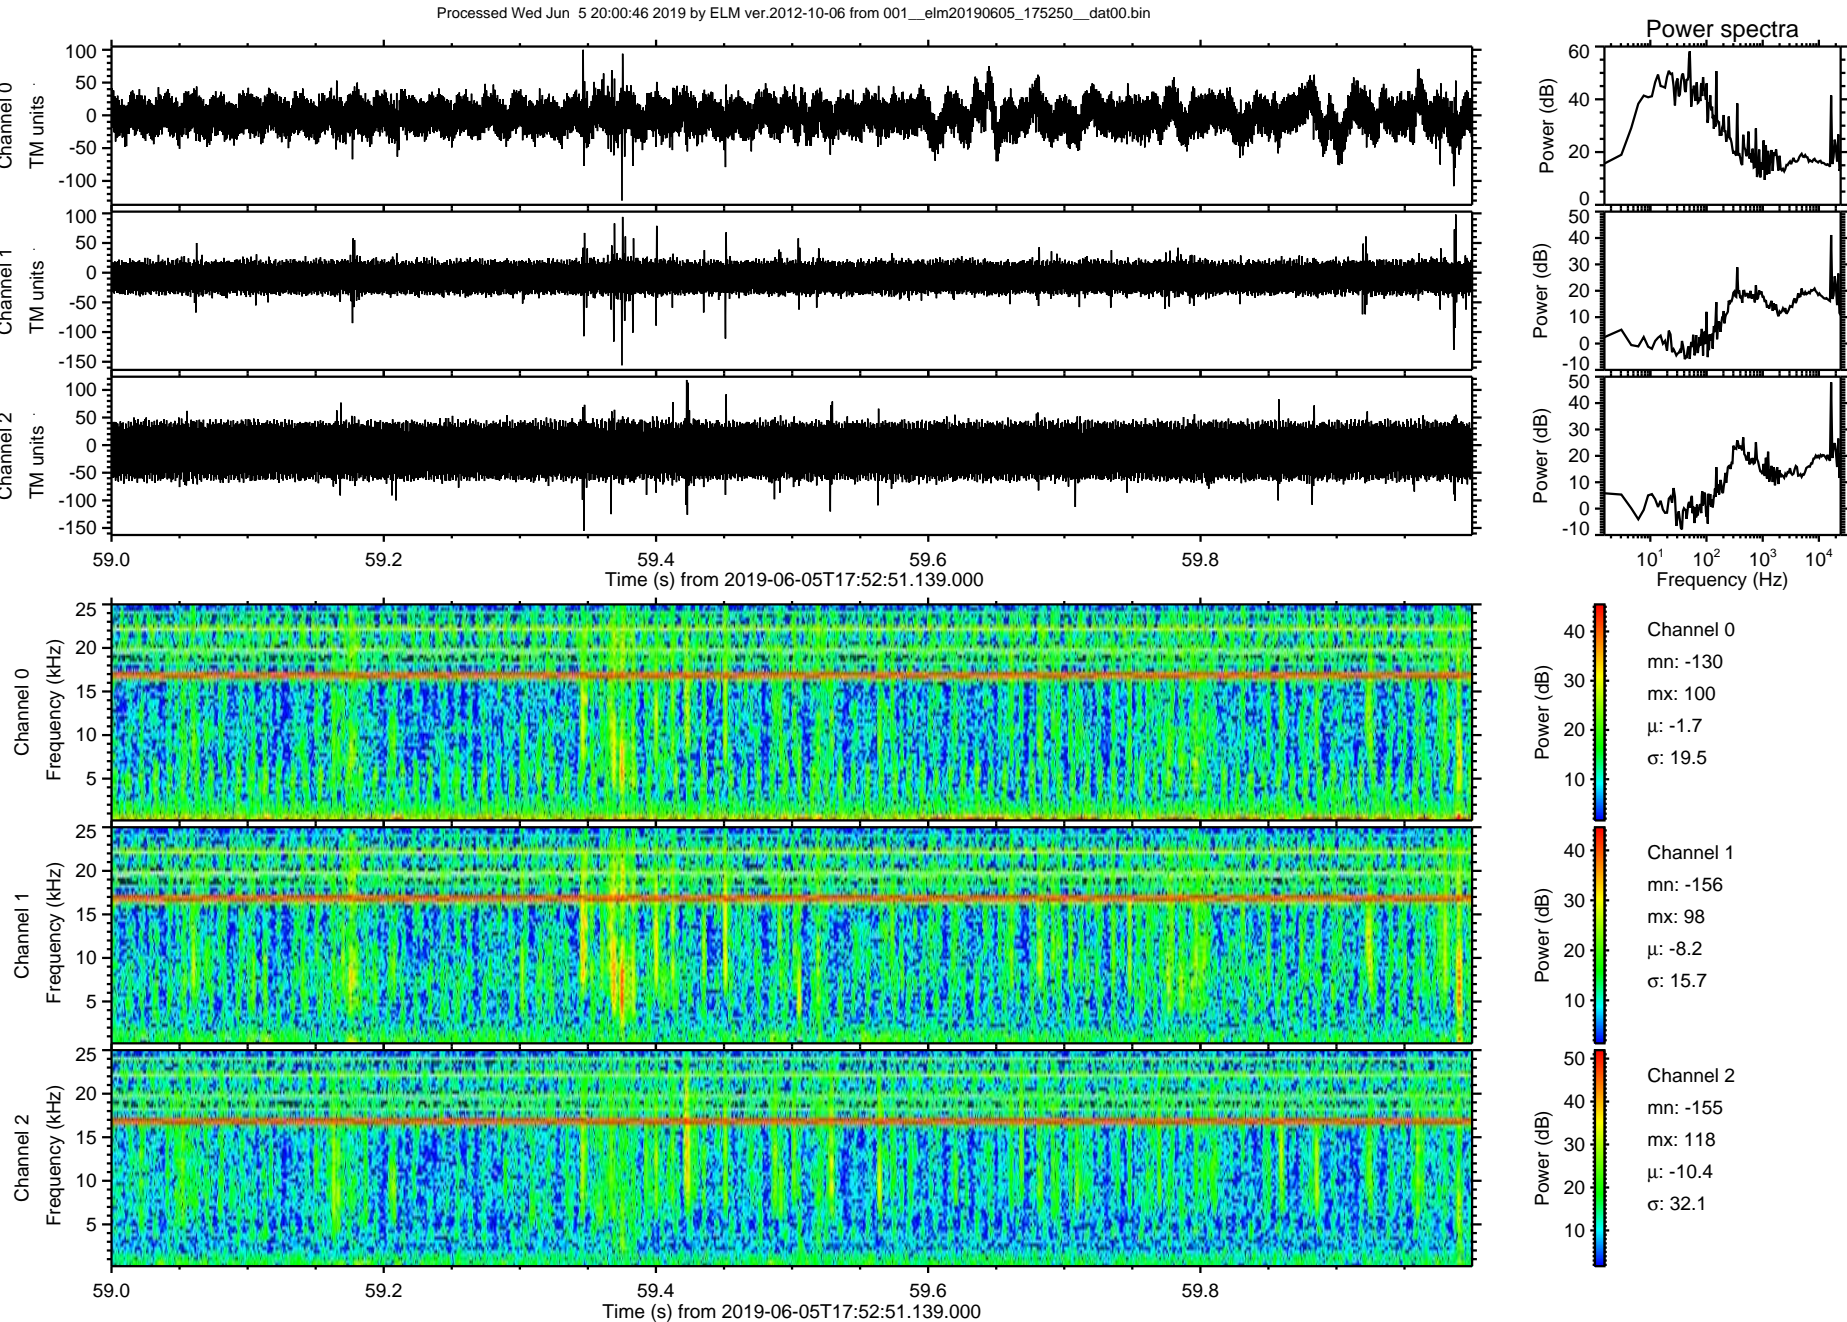 Processed Wed Jun  5 20:00:46 2019 by ELM ver.2012-10-06 from 001__elm20190605_175250__dat00.bin
Power spectra
Channel 0
TM units
100
50
0
-50
-100
Power (dB)
60
40
20
0
Channel 1
TM units
100
50
0
-50
-100
-150
Power (dB)
50
40
30
20
10
0
-10
Channel 2
TM units
100
50
0
-50
-100
-150
Power (dB)
50
40
30
20
10
0
-10
59.0 59.2 59.4 59.6 59.8
Time (s) from 2019-06-05T17:52:51.139.000
10^1 10^2 10^3 10^4
Frequency (Hz)
Channel 0
Frequency (kHz)
25
20
15
10
5
Power (dB)
40
30
20
10
Channel 0
mn: -130
mx: 100
μ: -1.7
σ: 19.5
Channel 1
Frequency (kHz)
25
20
15
10
5
Power (dB)
40
30
20
10
Channel 1
mn: -156
mx: 98
μ: -8.2
σ: 15.7
Channel 2
Frequency (kHz)
25
20
15
10
5
Power (dB)
50
40
30
20
10
Channel 2
mn: -155
mx: 118
μ: -10.4
σ: 32.1
59.0 59.2 59.4 59.6 59.8
Time (s) from 2019-06-05T17:52:51.139.000